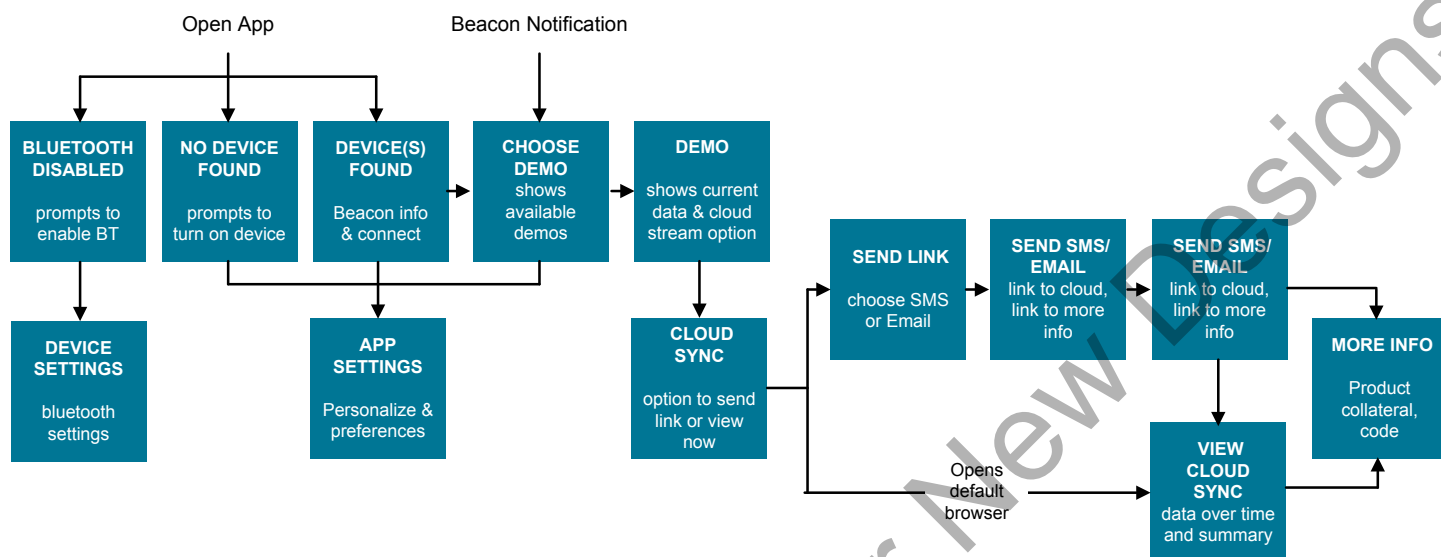 Open App
Beacon Notification
BLUETOOTH
DISABLED
prompts to
enable BT
NO DEVICE
FOUND
prompts to
turn on device
DEVICE(S)
FOUND
Beacon info
& connect
CHOOSE
DEMO
shows
available
demos
DEMO
shows current
data & cloud
stream option
DEVICE
SETTINGS
bluetooth
settings
APP
SETTINGS
Personalize &
preferences
CLOUD
SYNC
option to send
link or view
now
SEND LINK
choose SMS
or Email
SEND SMS/
EMAIL
link to cloud,
link to more
info
SEND SMS/
EMAIL
link to cloud,
link to more
info
MORE INFO
Product
collateral,
code
Opens
default
browser
VIEW
CLOUD
SYNC
data over time
and summary
r New Designs